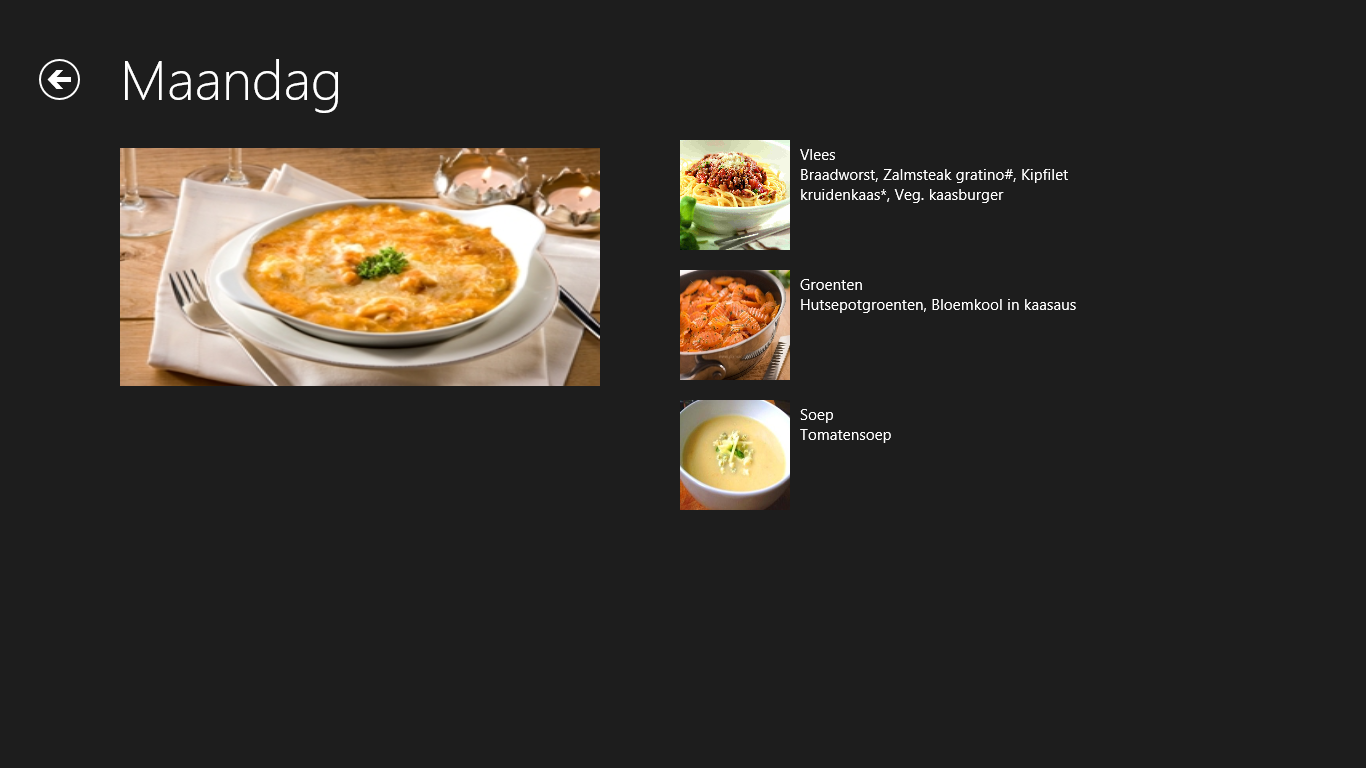 Maandag
Vlees
Braadworst, Zalmsteak gratino#, Kipfilet
kruidenkaas*, Veg. kaasburger
Groenten
Hutsepotgroenten, Bloemkool in kaasaus
Soep
Tomatensoep